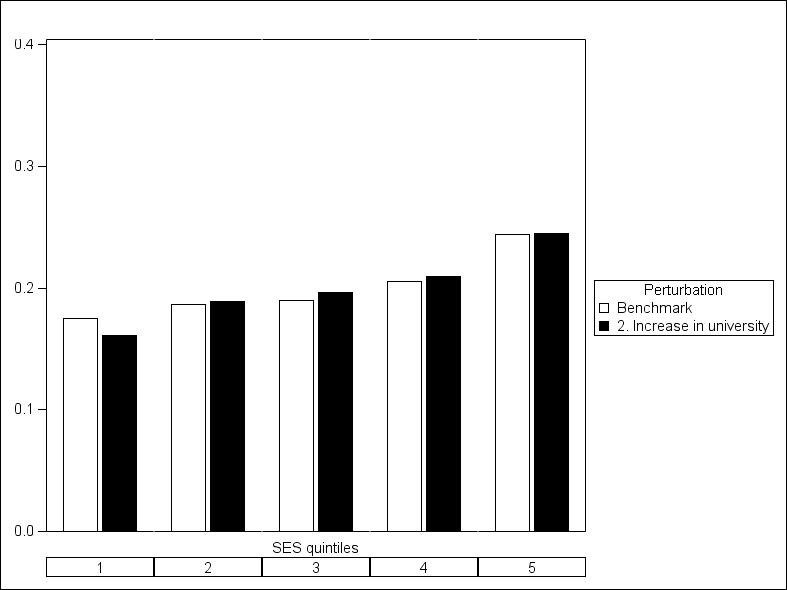 0.4
0.3
0.2
0.1
0.0
SES quintiles
1 2 3 4 5
Perturbation
Benchmark
2. Increase in university